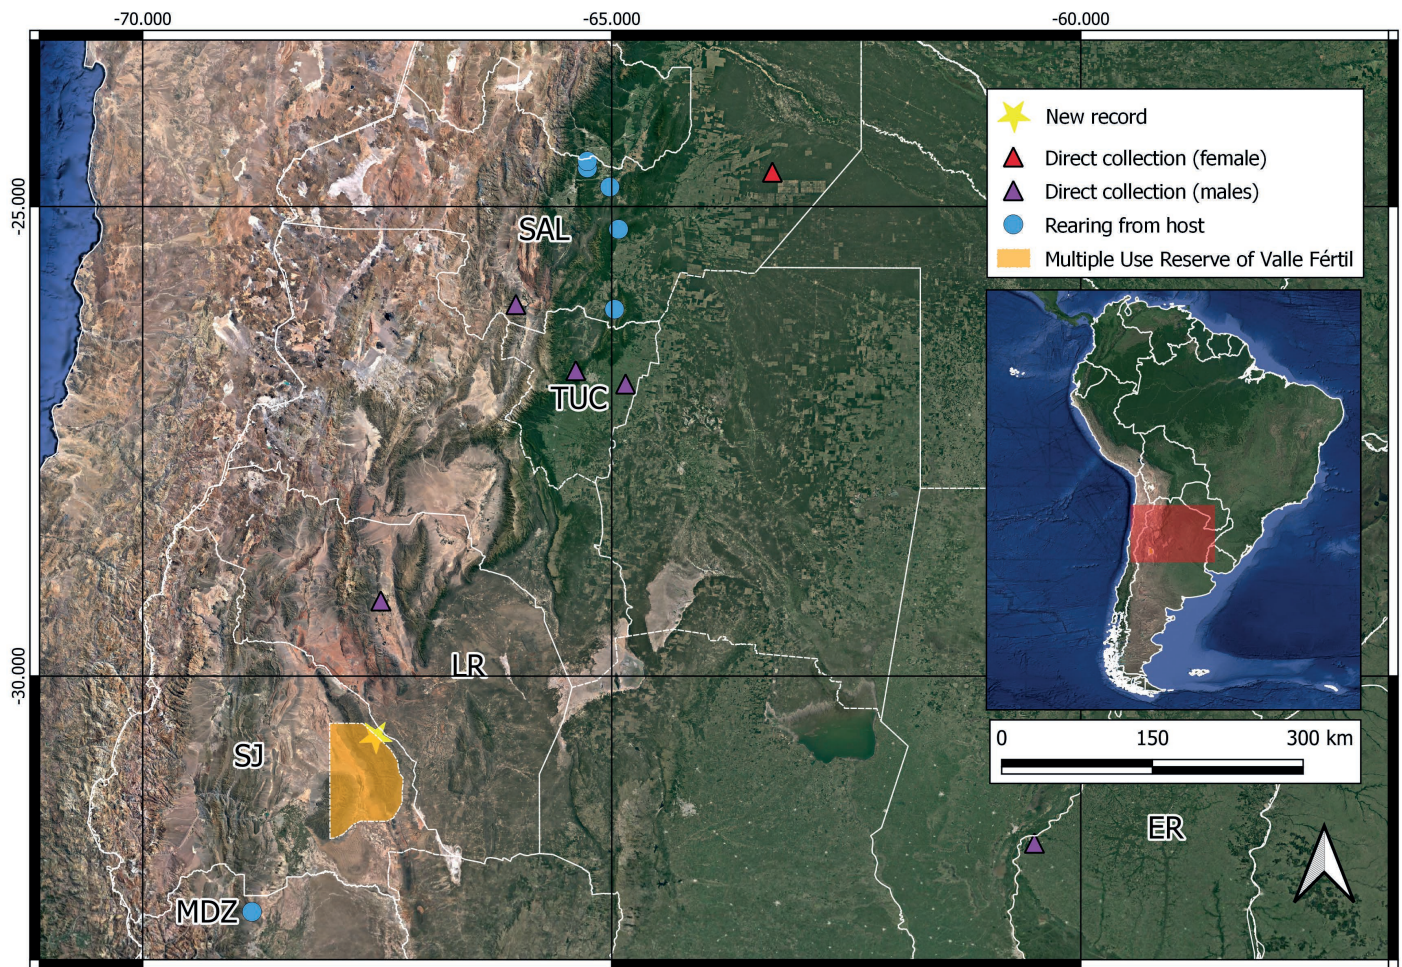 -70.000
-65.000
-60.000
-25.000
-30.000
New record
Direct collection (female)
Direct collection (males)
Rearing from host
Multiple Use Reserve of Valle Fértil
SAL
TUC
LR
SJ
MDZ
ER
0 150 300 km